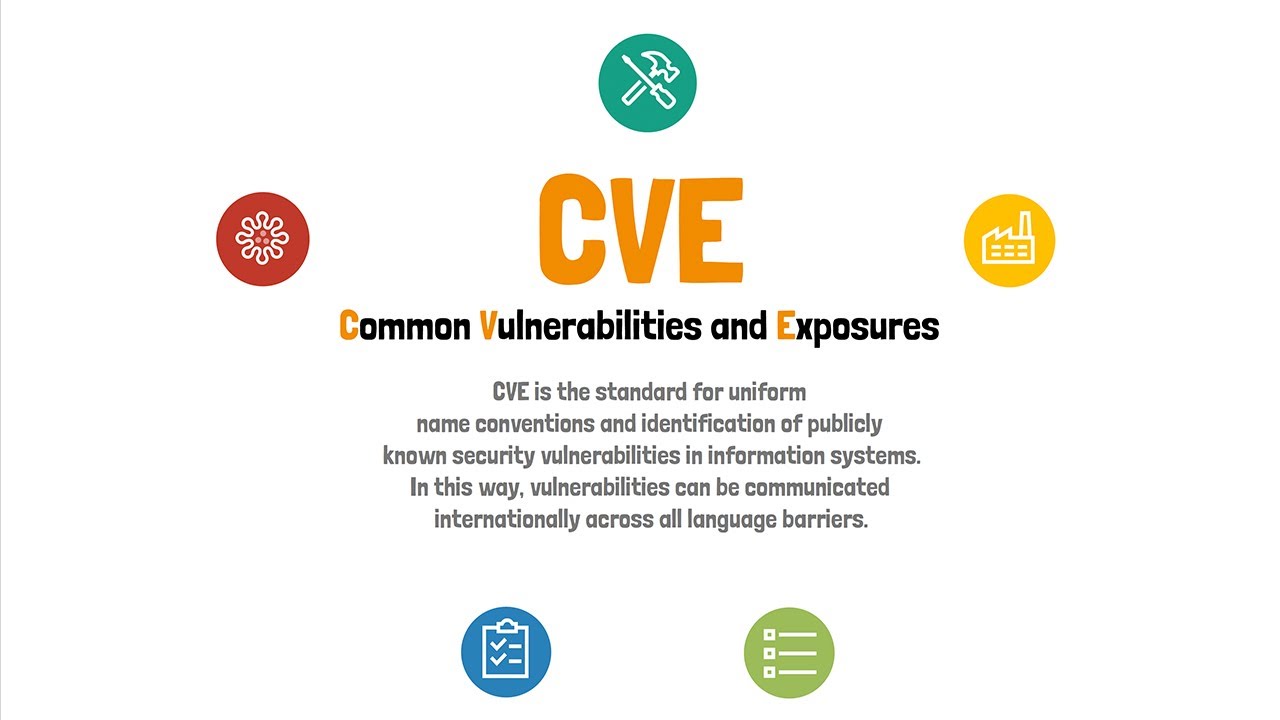 CVE
Common Vulnerabilities and Exposures
CVE is the standard for uniform
name conventions and identification of publicly
known security vulnerabilities in information systems.
In this way, vulnerabilities can be communicated
internationally across all language barriers.